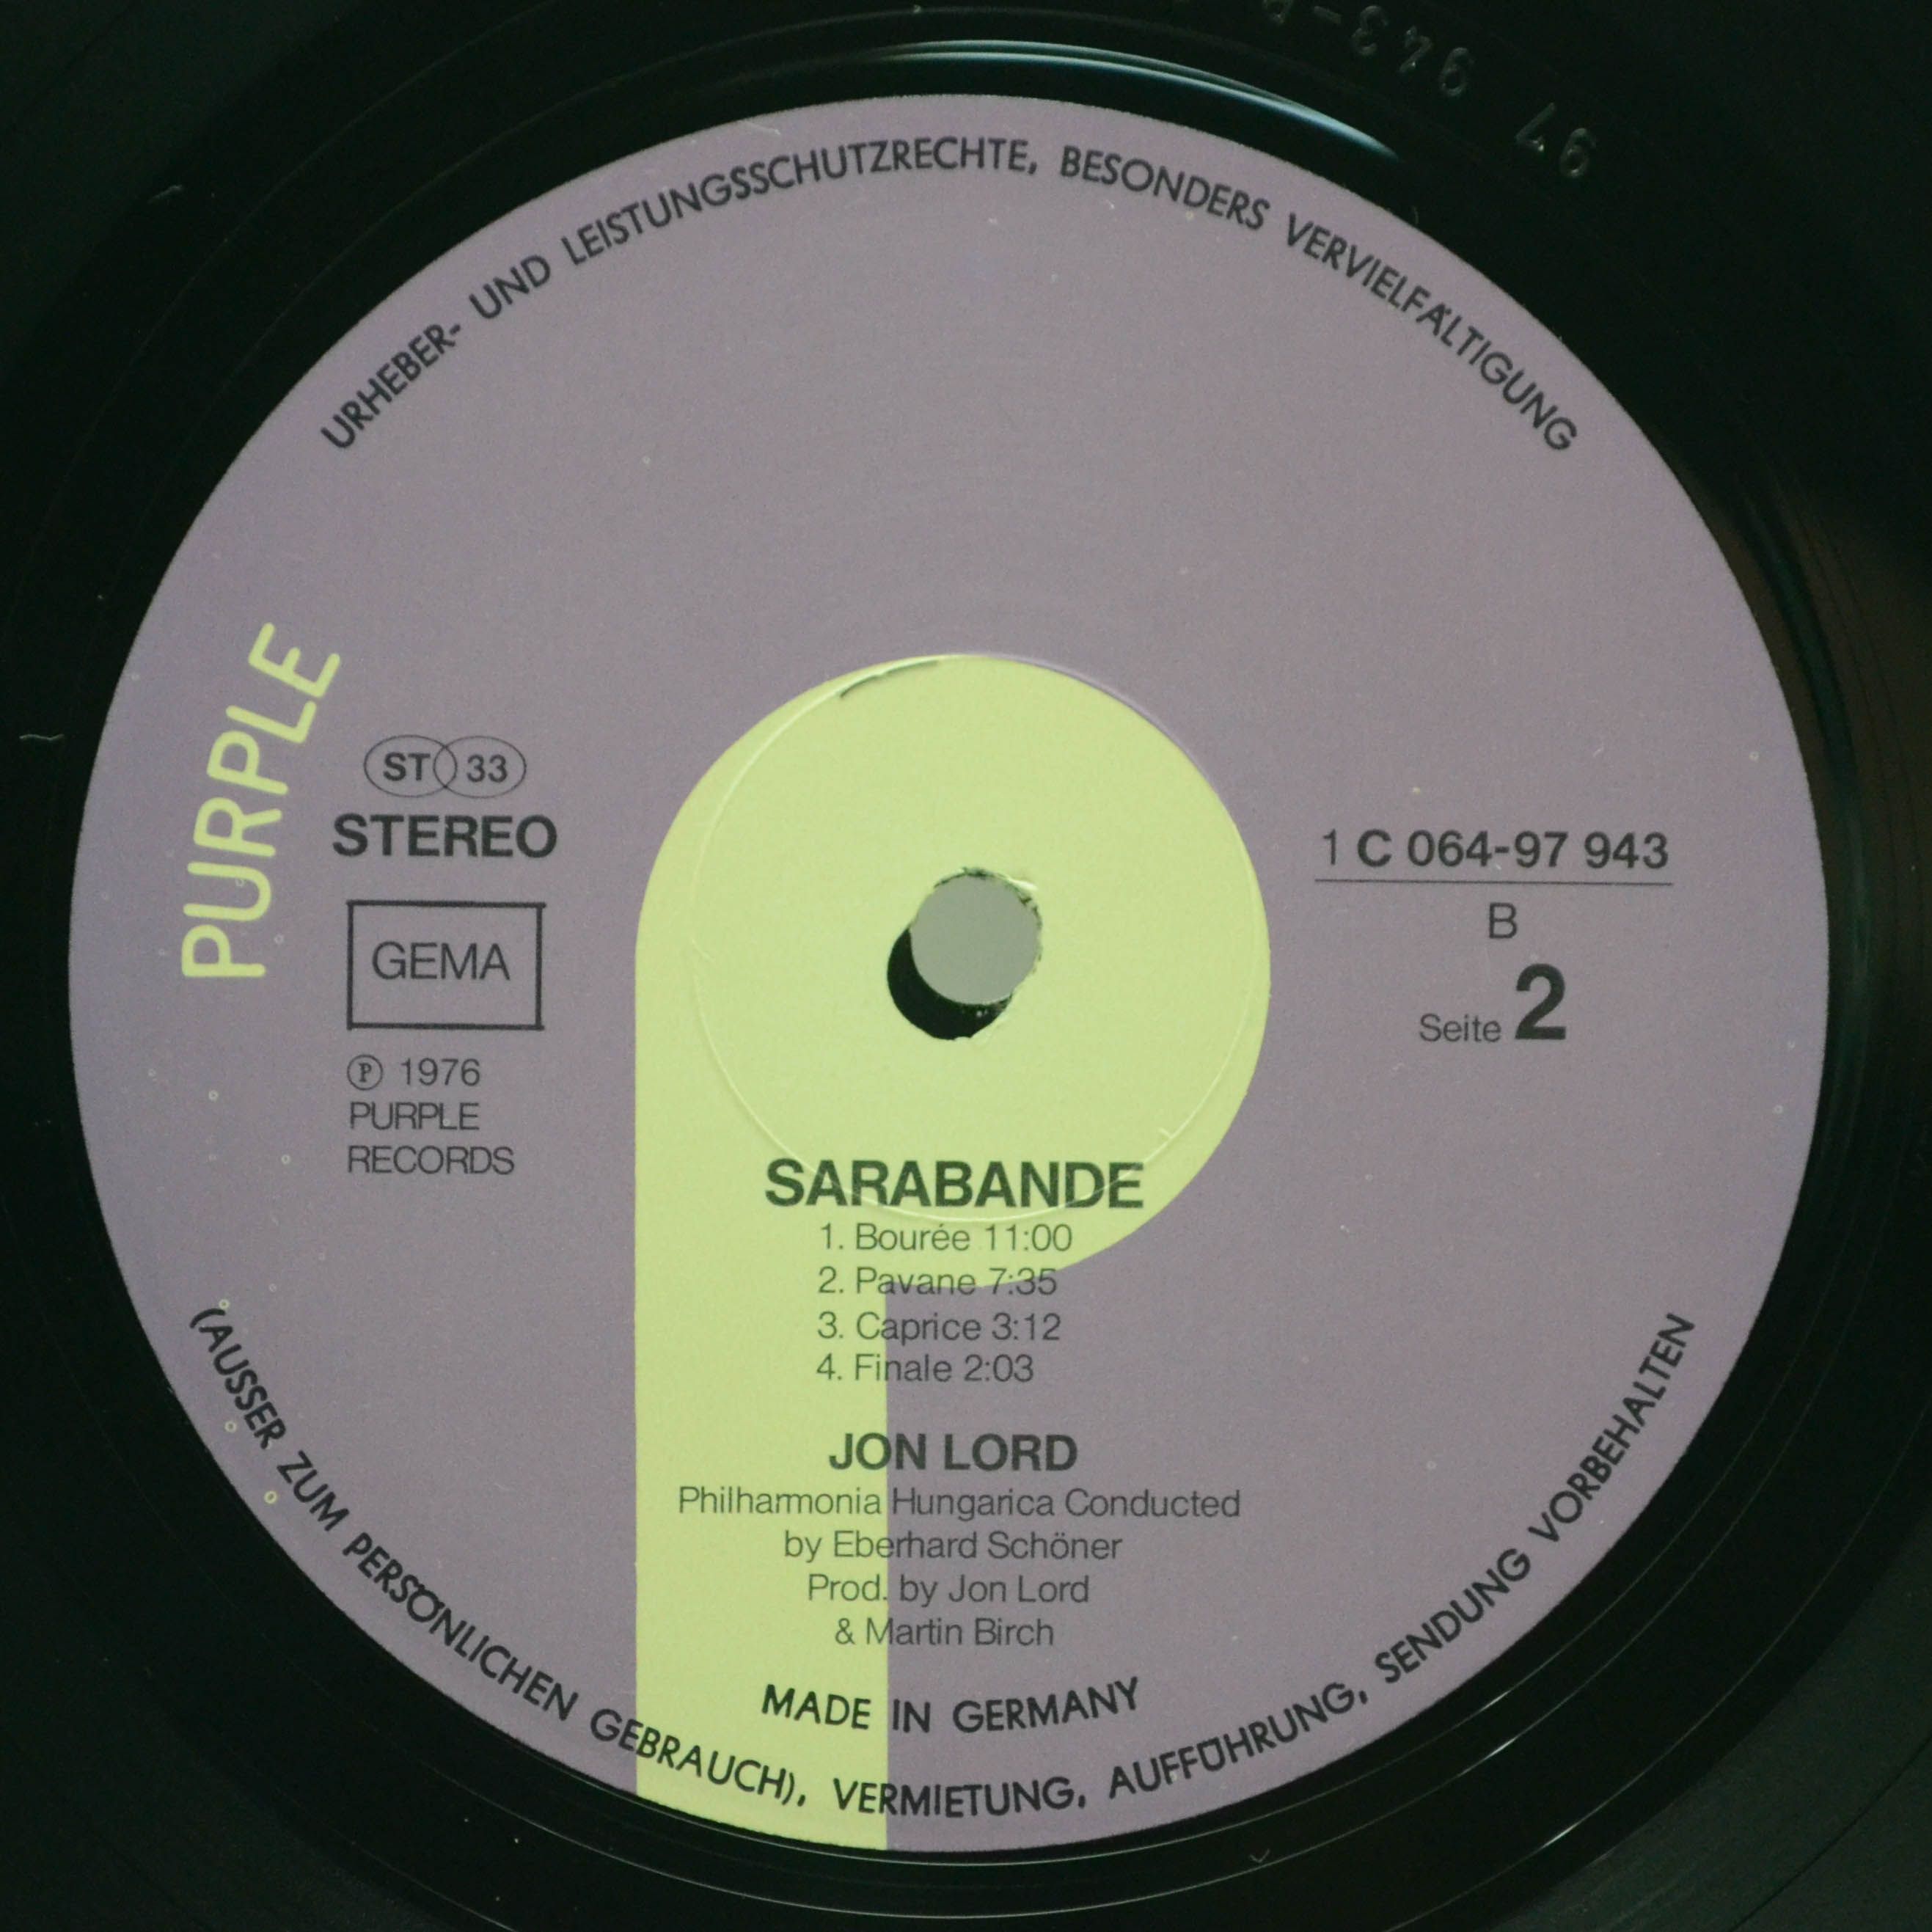 97 943-B
URHEBER- UND LEISTUNGSSCHUTZRECHTE, BESONDERS VERVIELFÄLTIGUNG
PURPLE
ST 33
STEREO
GEMA
℗ 1976
PURPLE
RECORDS
1 C 064-97 943
B
Seite 2
SARABANDE
1. Bourée 11:00
2. Pavane 7:35
3. Caprice 3:12
4. Finale 2:03
JON LORD
Philharmonia Hungarica Conducted
by Eberhard Schöner
Prod. by Jon Lord
& Martin Birch
MADE IN GERMANY
(AUSSER ZUM PERSÖNLICHEN GEBRAUCH), VERMIETUNG, AUFFÜHRUNG, SENDUNG VORBEHALTEN